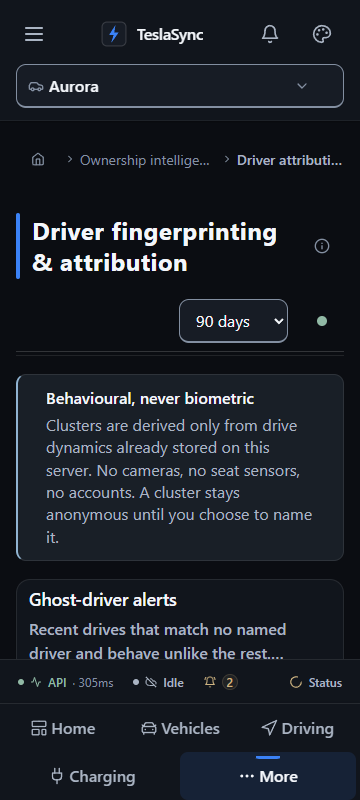 TeslaSync
Aurora
Ownership intellige...
Driver attributi...
Driver fingerprinting
& attribution
90 days
Behavioural, never biometric
Clusters are derived only from drive
dynamics already stored on this
server. No cameras, no seat sensors,
no accounts. A cluster stays
anonymous until you choose to name
it.
Ghost-driver alerts
Recent drives that match no named
driver and behave unlike the rest....
API · 305ms
Idle
2
Status
Home
Vehicles
Driving
Charging
More